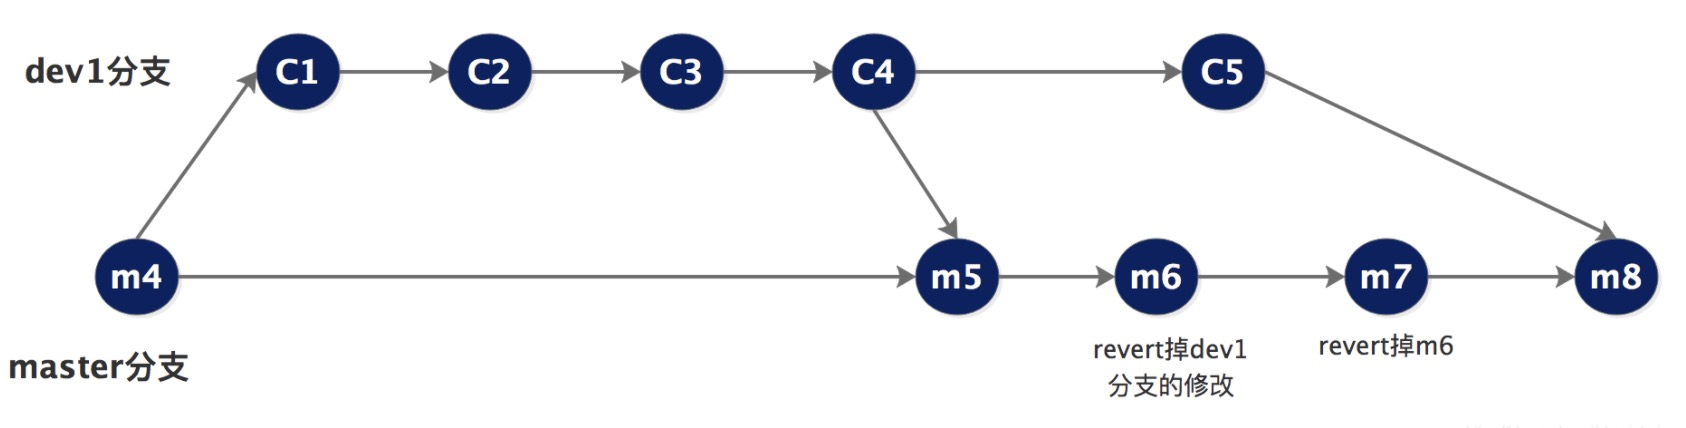 dev1分支
C1
C2
C3
C4
C5
m4
m5
m6
m7
m8
master分支
revert掉dev1
分支的修改
revert掉m6